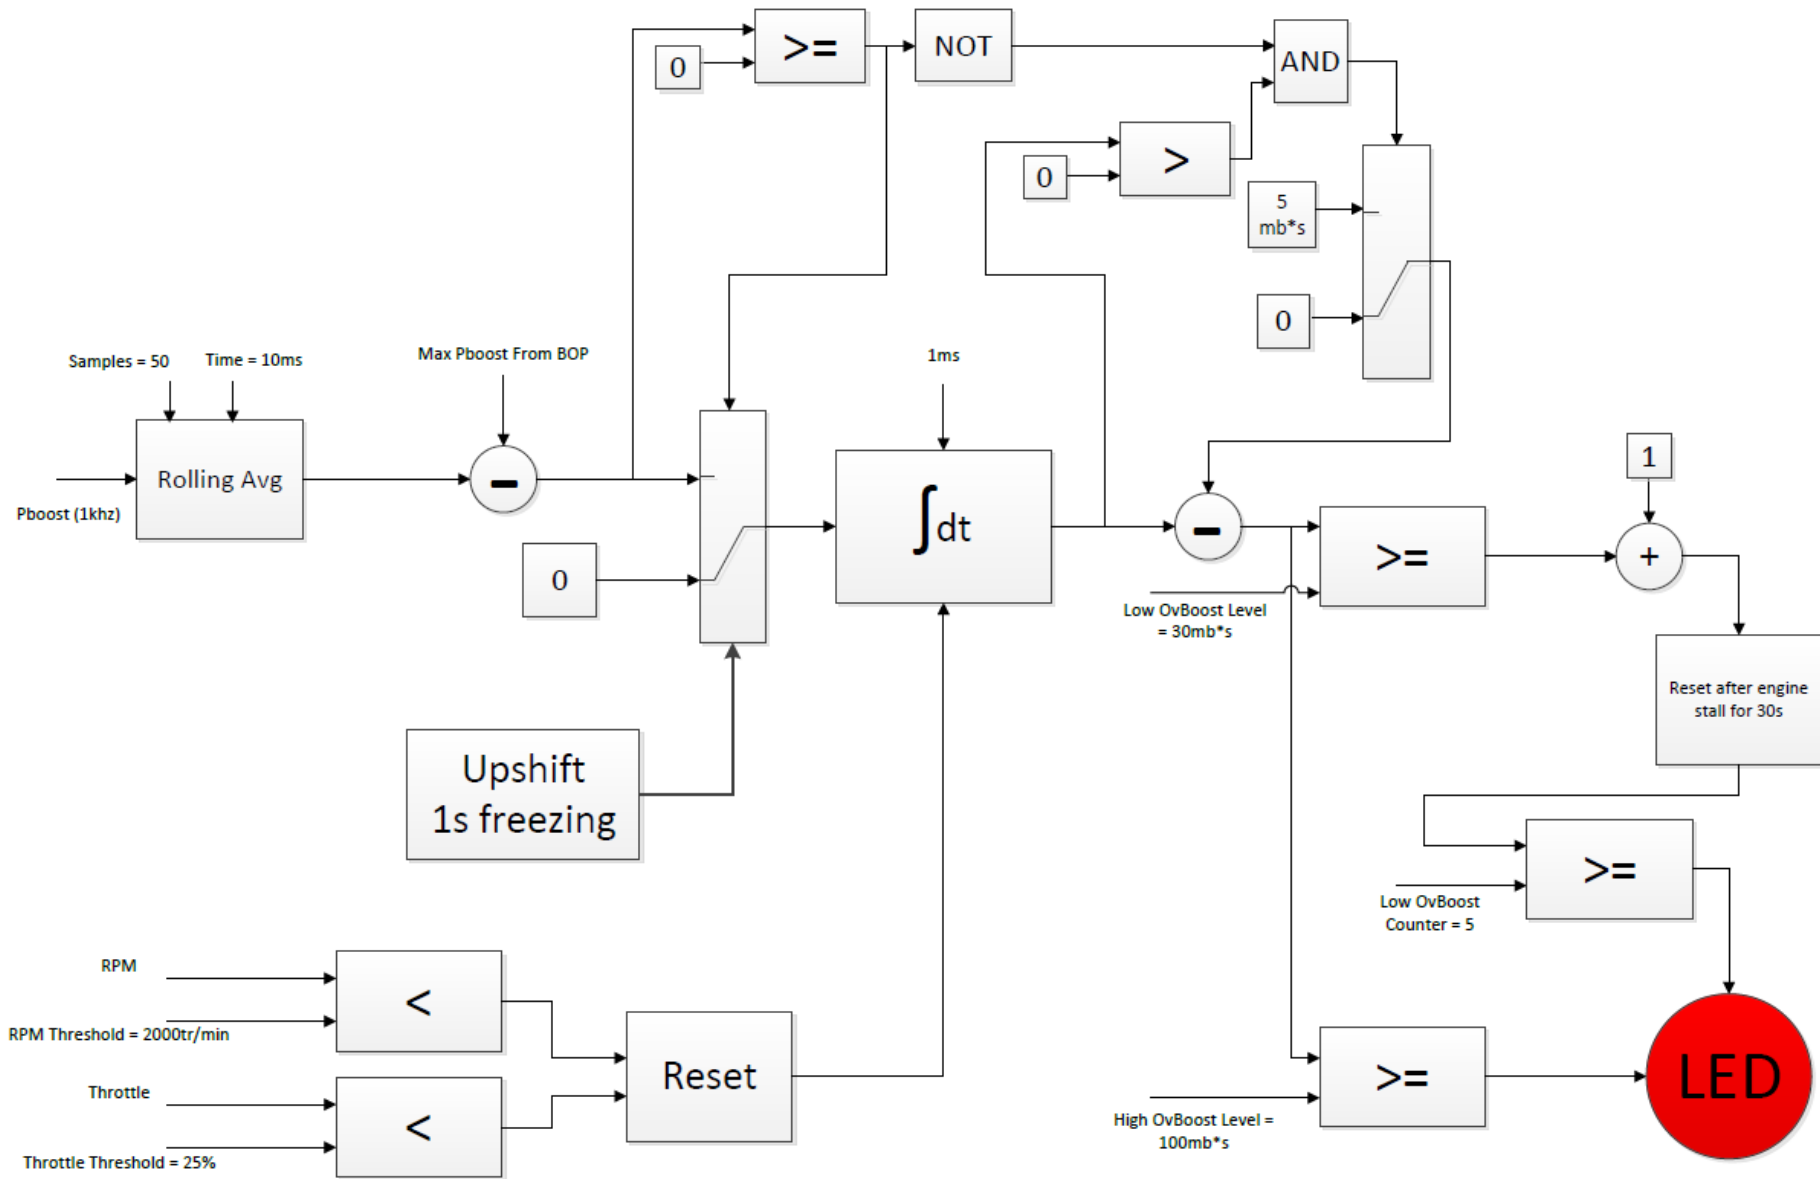 >=
0
NOT
AND
>
0
5
mb*s
0
Samples = 50
Time = 10ms
Max Pboost From BOP
1ms
Rolling Avg
Pboost (1khz)
-
0
∫dt
-
>=
Low OvBoost Level
= 30mb*s
1
+
Reset after engine
stall for 30s
Upshift
1s freezing
>=
Low OvBoost
Counter = 5
RPM
<
RPM Threshold = 2000tr/min
Throttle
<
Throttle Threshold = 25%
Reset
>=
High OvBoost Level =
100mb*s
LED